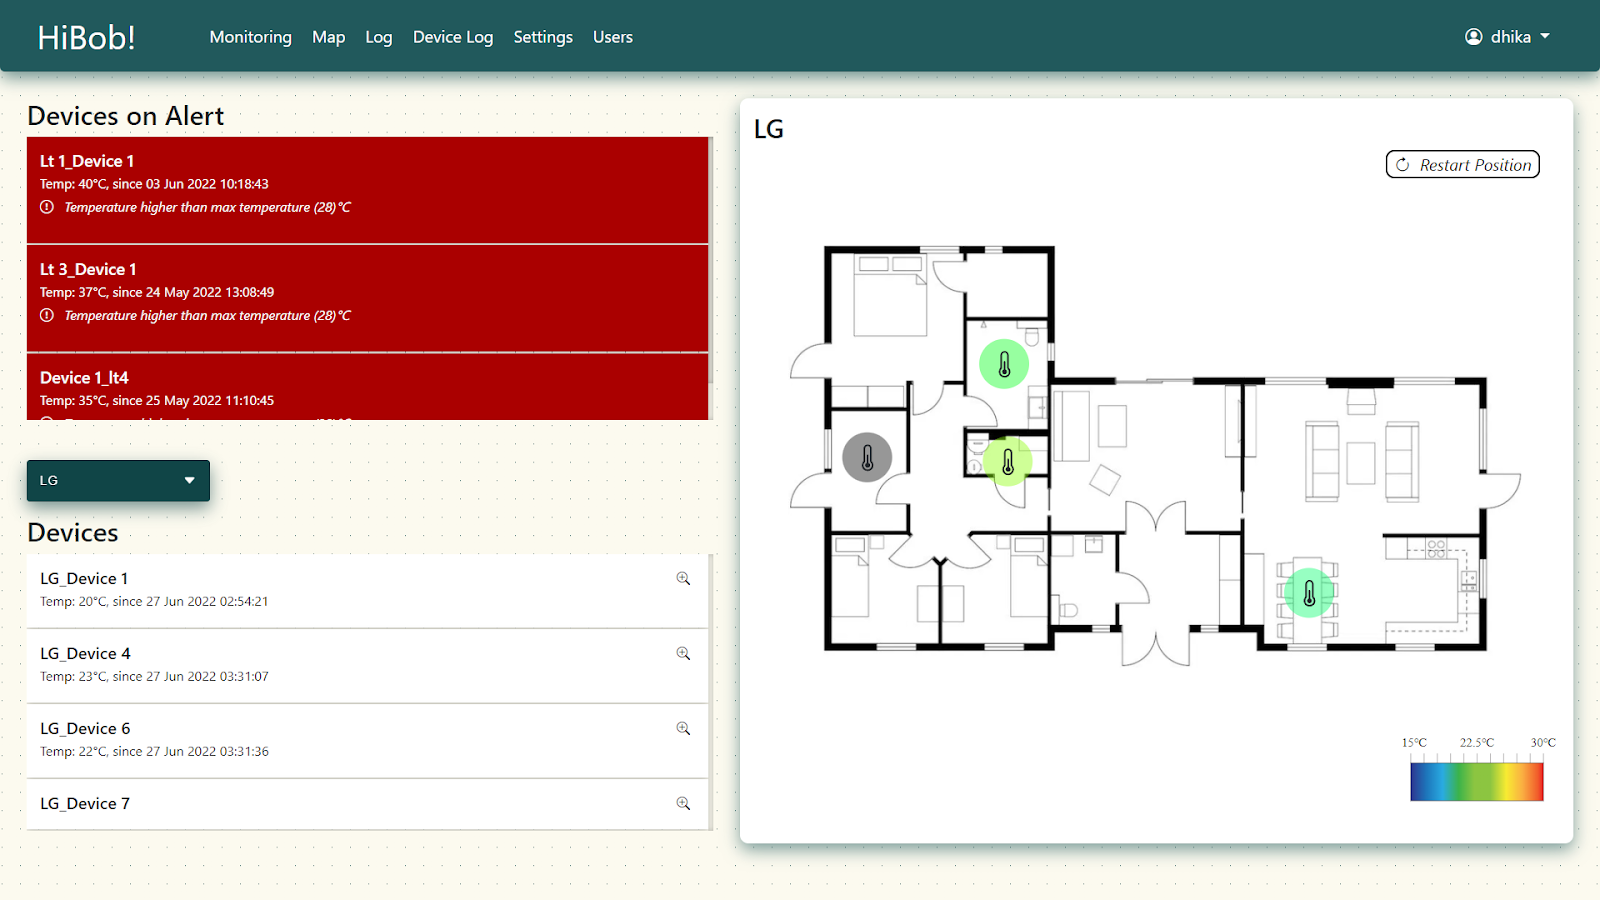 HiBob!
Monitoring Map Log Device Log Settings Users
dhika
Devices on Alert
Lt 1_Device 1
Temp: 40°C, since 03 Jun 2022 10:18:43
Temperature higher than max temperature (28)°C
Lt 3_Device 1
Temp: 37°C, since 24 May 2022 13:08:49
Temperature higher than max temperature (28)°C
Device 1_lt4
Temp: 35°C, since 25 May 2022 11:10:45
LG
Devices
LG_Device 1
Temp: 20°C, since 27 Jun 2022 02:54:21
LG_Device 4
Temp: 23°C, since 27 Jun 2022 03:31:07
LG_Device 6
Temp: 22°C, since 27 Jun 2022 03:31:36
LG_Device 7
LG
Restart Position
15°C 22.5°C 30°C